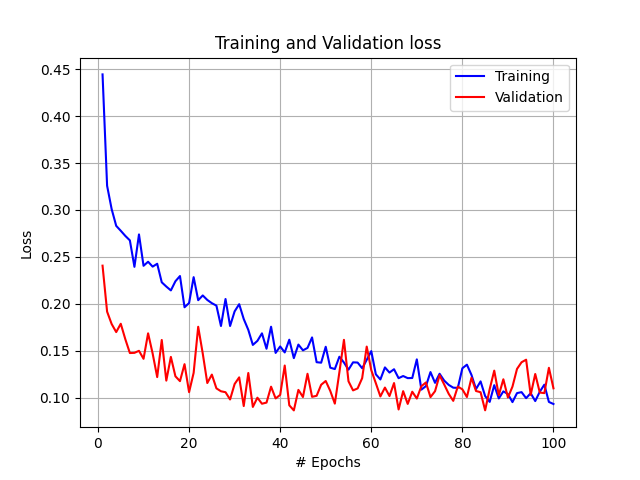 Training and Validation loss
Training
Validation
0.45
0.40
0.35
0.30
0.25
0.20
0.15
0.10
Loss
0 20 40 60 80 100
# Epochs